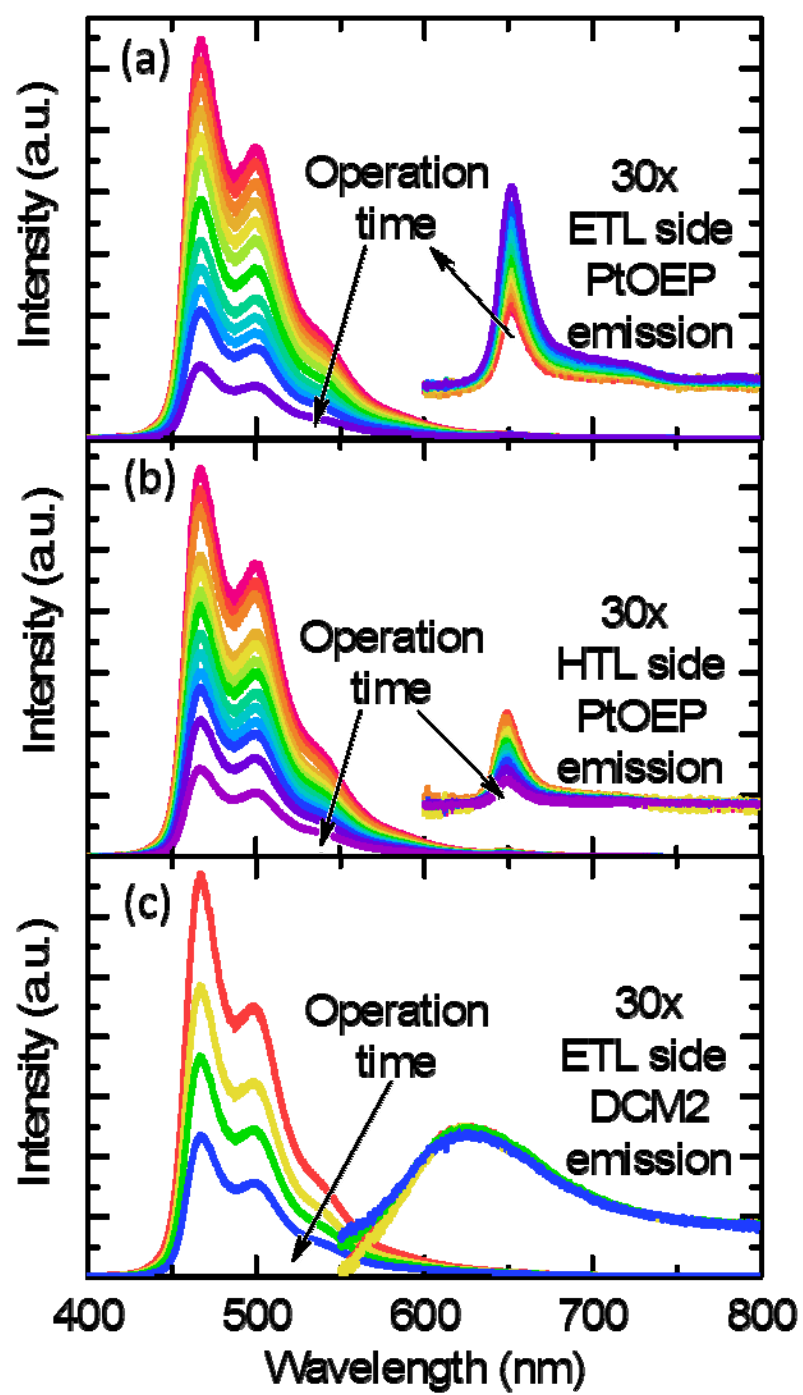 (a)
Operation
time
30x
ETL side
PtOEP
emission
Intensity (a.u.)
(b)
Operation
time
30x
HTL side
PtOEP
emission
Intensity (a.u.)
(c)
Operation
time
30x
ETL side
DCM2
emission
Intensity (a.u.)
400 500 600 700 800
Wavelength (nm)